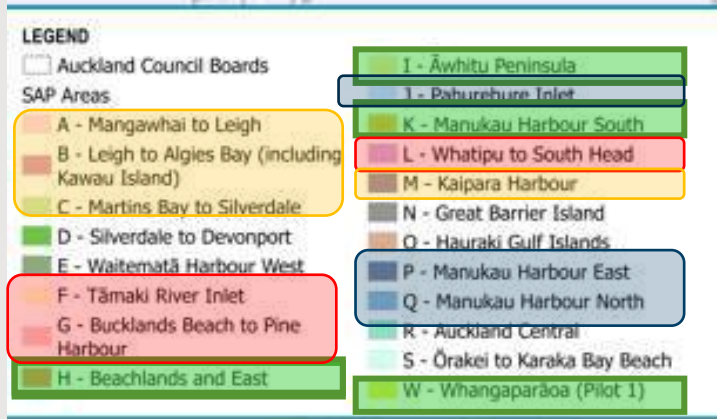 LEGEND
Auckland Council Boards
SAP Areas
A - Mangawhai to Leigh
B - Leigh to Algies Bay (including
Kawau Island)
C - Martins Bay to Silverdale
D - Silverdale to Devonport
E - Waitematā Harbour West
F - Tāmaki River Inlet
G - Bucklands Beach to Pine
Harbour
H - Beachlands and East
I - Āwhitu Peninsula
J - Pahurehure Inlet
K - Manukau Harbour South
L - Whatipu to South Head
M - Kaipara Harbour
N - Great Barrier Island
O - Hauraki Gulf Islands
P - Manukau Harbour East
Q - Manukau Harbour North
R - Auckland Central
S - Ōrakei to Karaka Bay Beach
W - Whangaparāoa (Pilot 1)